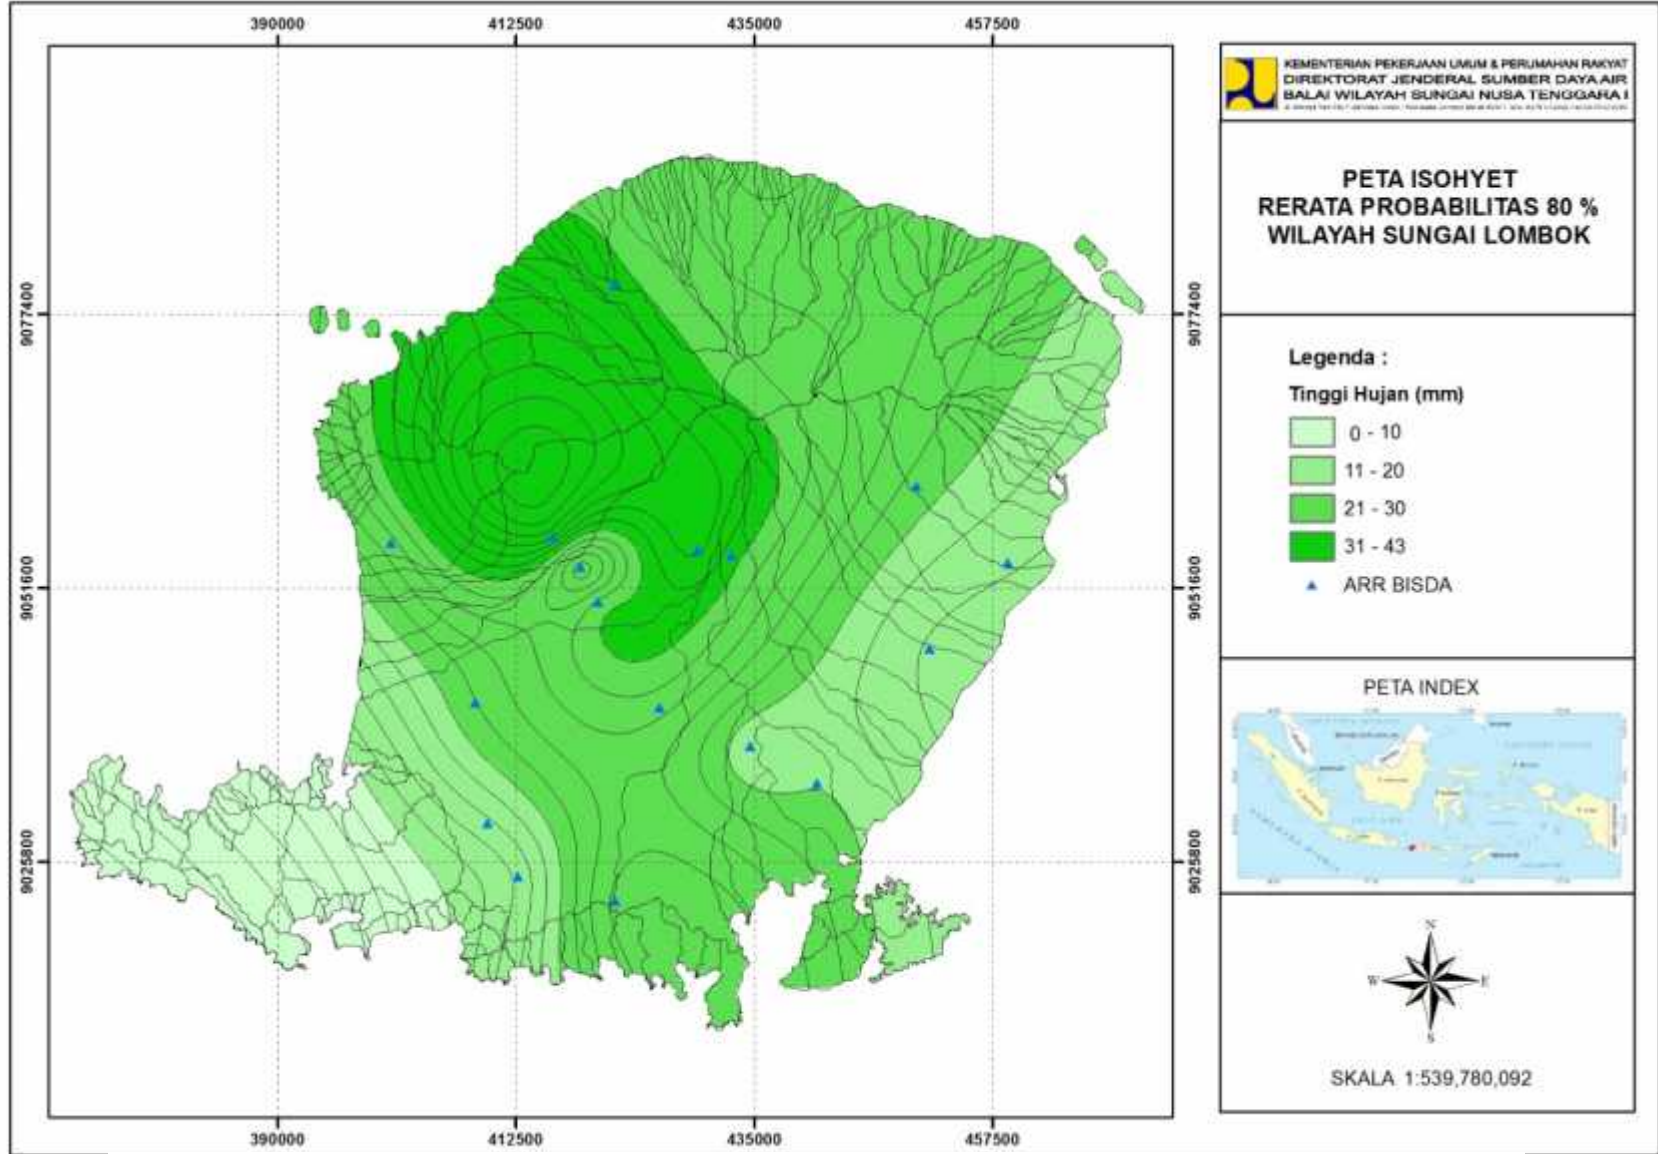 390000 412500 435000 457500
9077400 9077400
9051600 9051600
9025800 9025800
390000 412500 435000 457500
KEMENTERIAN PEKERJAAN UMUM & PERUMAHAN RAKYAT
DIREKTORAT JENDERAL SUMBER DAYA AIR
BALAI WILAYAH SUNGAI NUSA TENGGARA I
PETA ISOHYET
RERATA PROBABILITAS 80 %
WILAYAH SUNGAI LOMBOK
Legenda :
Tinggi Hujan (mm)
0 - 10
11 - 20
21 - 30
31 - 43
ARR BISDA
PETA INDEX
N
W E
S
SKALA 1:539,780,092